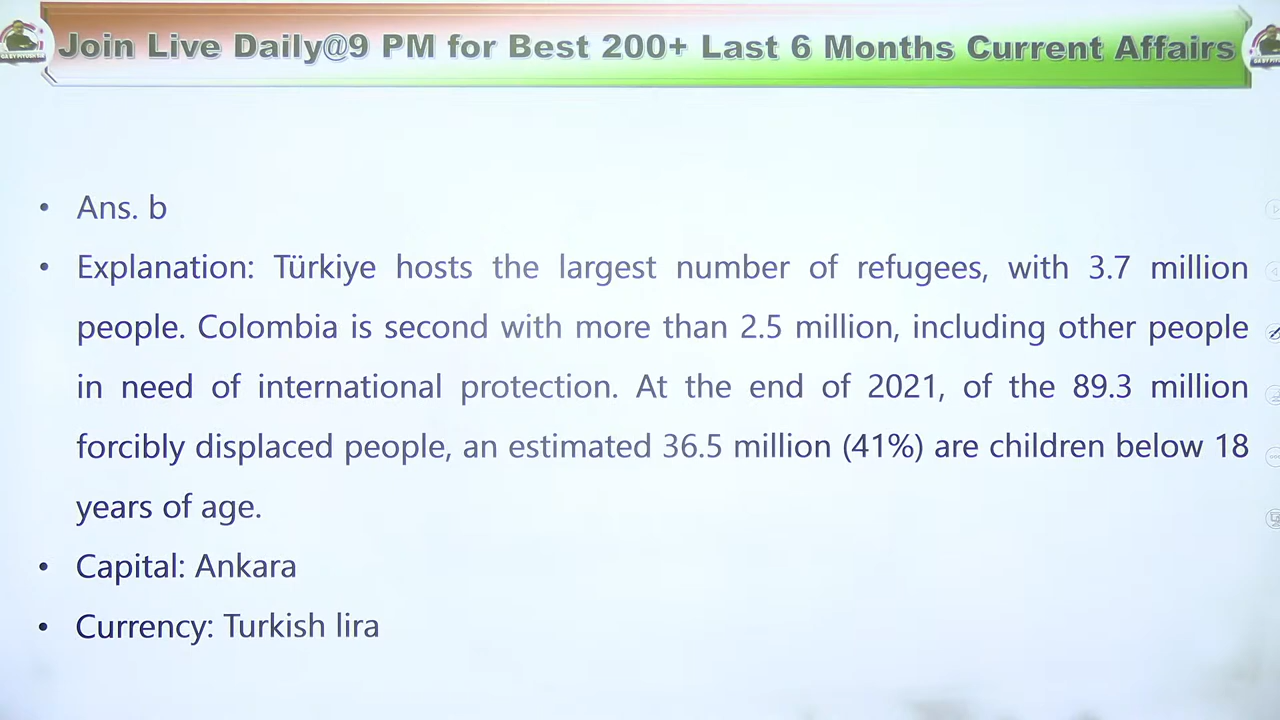 Join Live Daily@9 PM for Best 200+ Last 6 Months Current Affairs
• Ans. b
• Explanation: Türkiye hosts the largest number of refugees, with 3.7 million
people. Colombia is second with more than 2.5 million, including other people
in need of international protection. At the end of 2021, of the 89.3 million
forcibly displaced people, an estimated 36.5 million (41%) are children below 18
years of age.
• Capital: Ankara
• Currency: Turkish lira